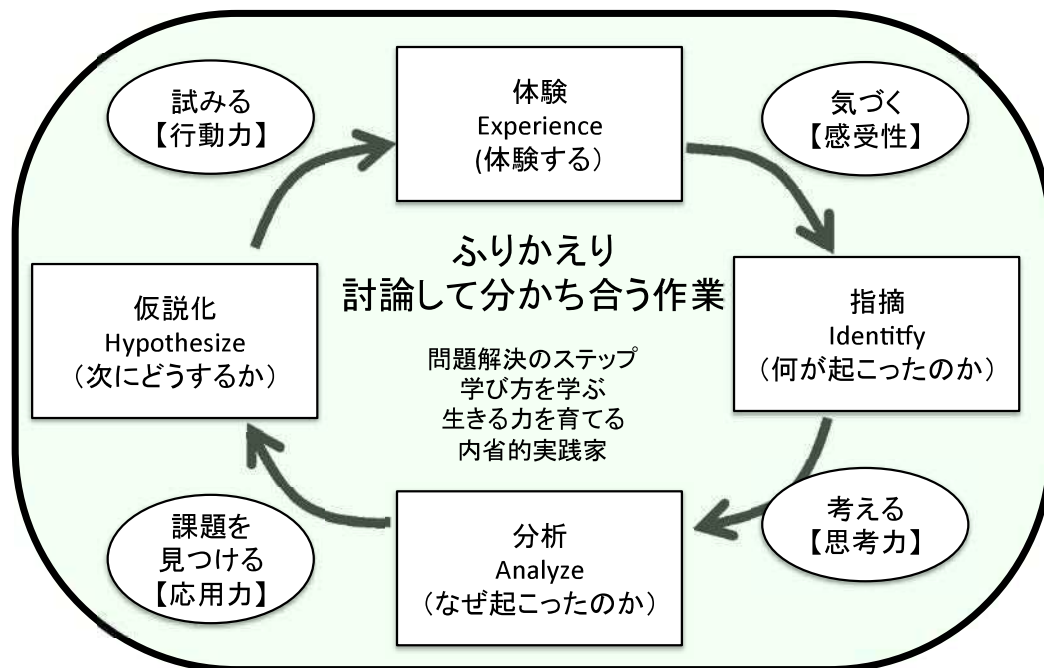 試みる
【行動力】
体験
Experience
(体験する）
気づく
【感受性】
ふりかえり
討論して分かち合う作業
仮説化
Hypothesize
（次にどうするか）
指摘
Identitfy
（何が起こったのか）
問題解決のステップ
学び方を学ぶ
生きる力を育てる
内省的実践家
課題を
見つける
【応用力】
分析
Analyze
（なぜ起こったのか）
考える
【思考力】